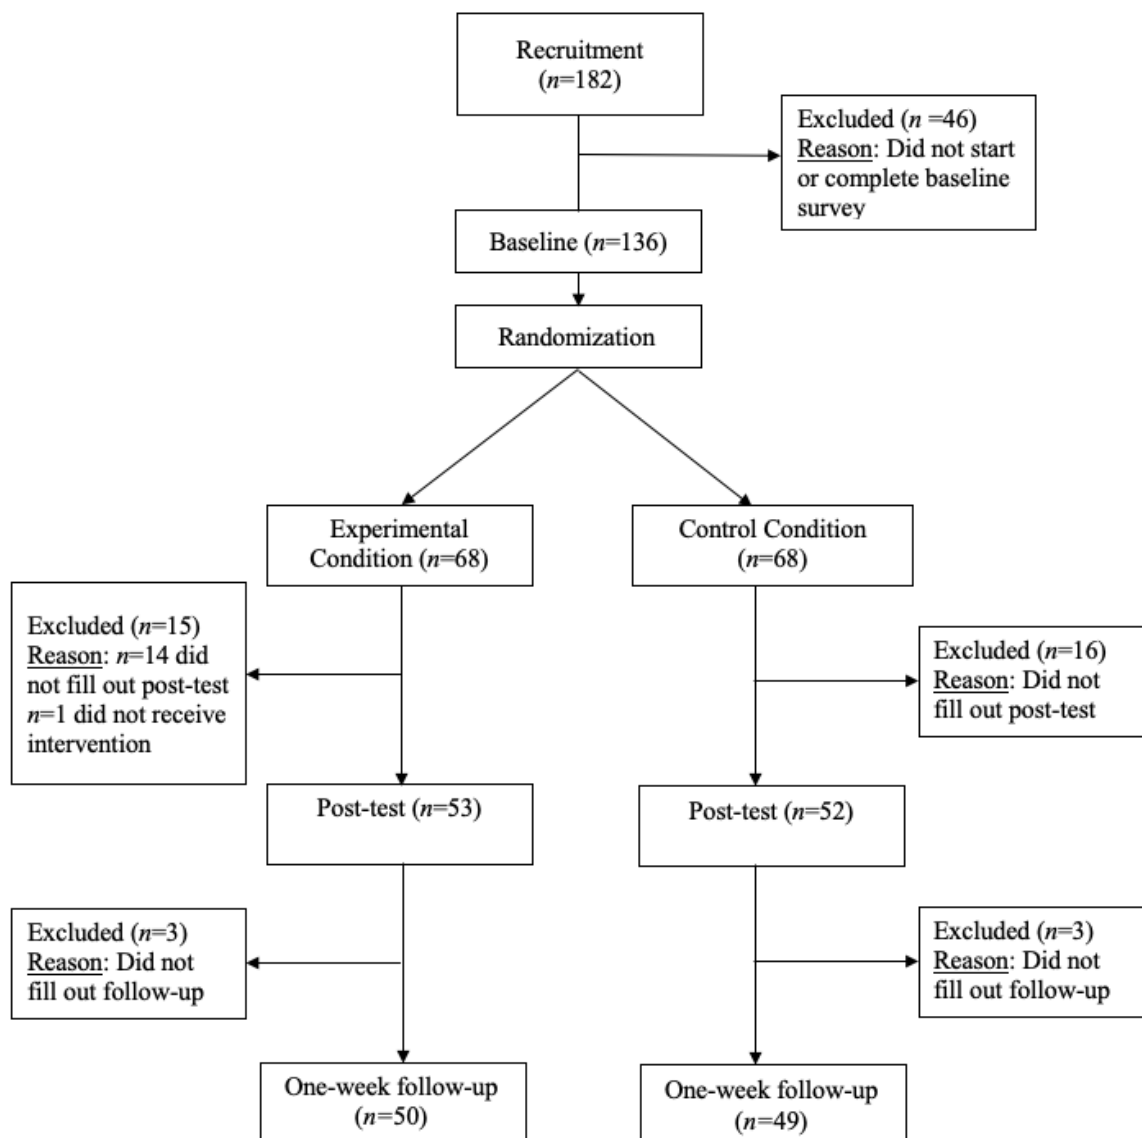 Recruitment
(n=182)
Excluded (n =46)
Reason: Did not start
or complete baseline
survey
Baseline (n=136)
Randomization
Experimental
Condition (n=68)
Control Condition
(n=68)
Excluded (n=15)
Reason: n=14 did
not fill out post-test
n=1 did not receive
intervention
Excluded (n=16)
Reason: Did not
fill out post-test
Post-test (n=53)
Post-test (n=52)
Excluded (n=3)
Reason: Did not
fill out follow-up
Excluded (n=3)
Reason: Did not
fill out follow-up
One-week follow-up
(n=50)
One-week follow-up
(n=49)